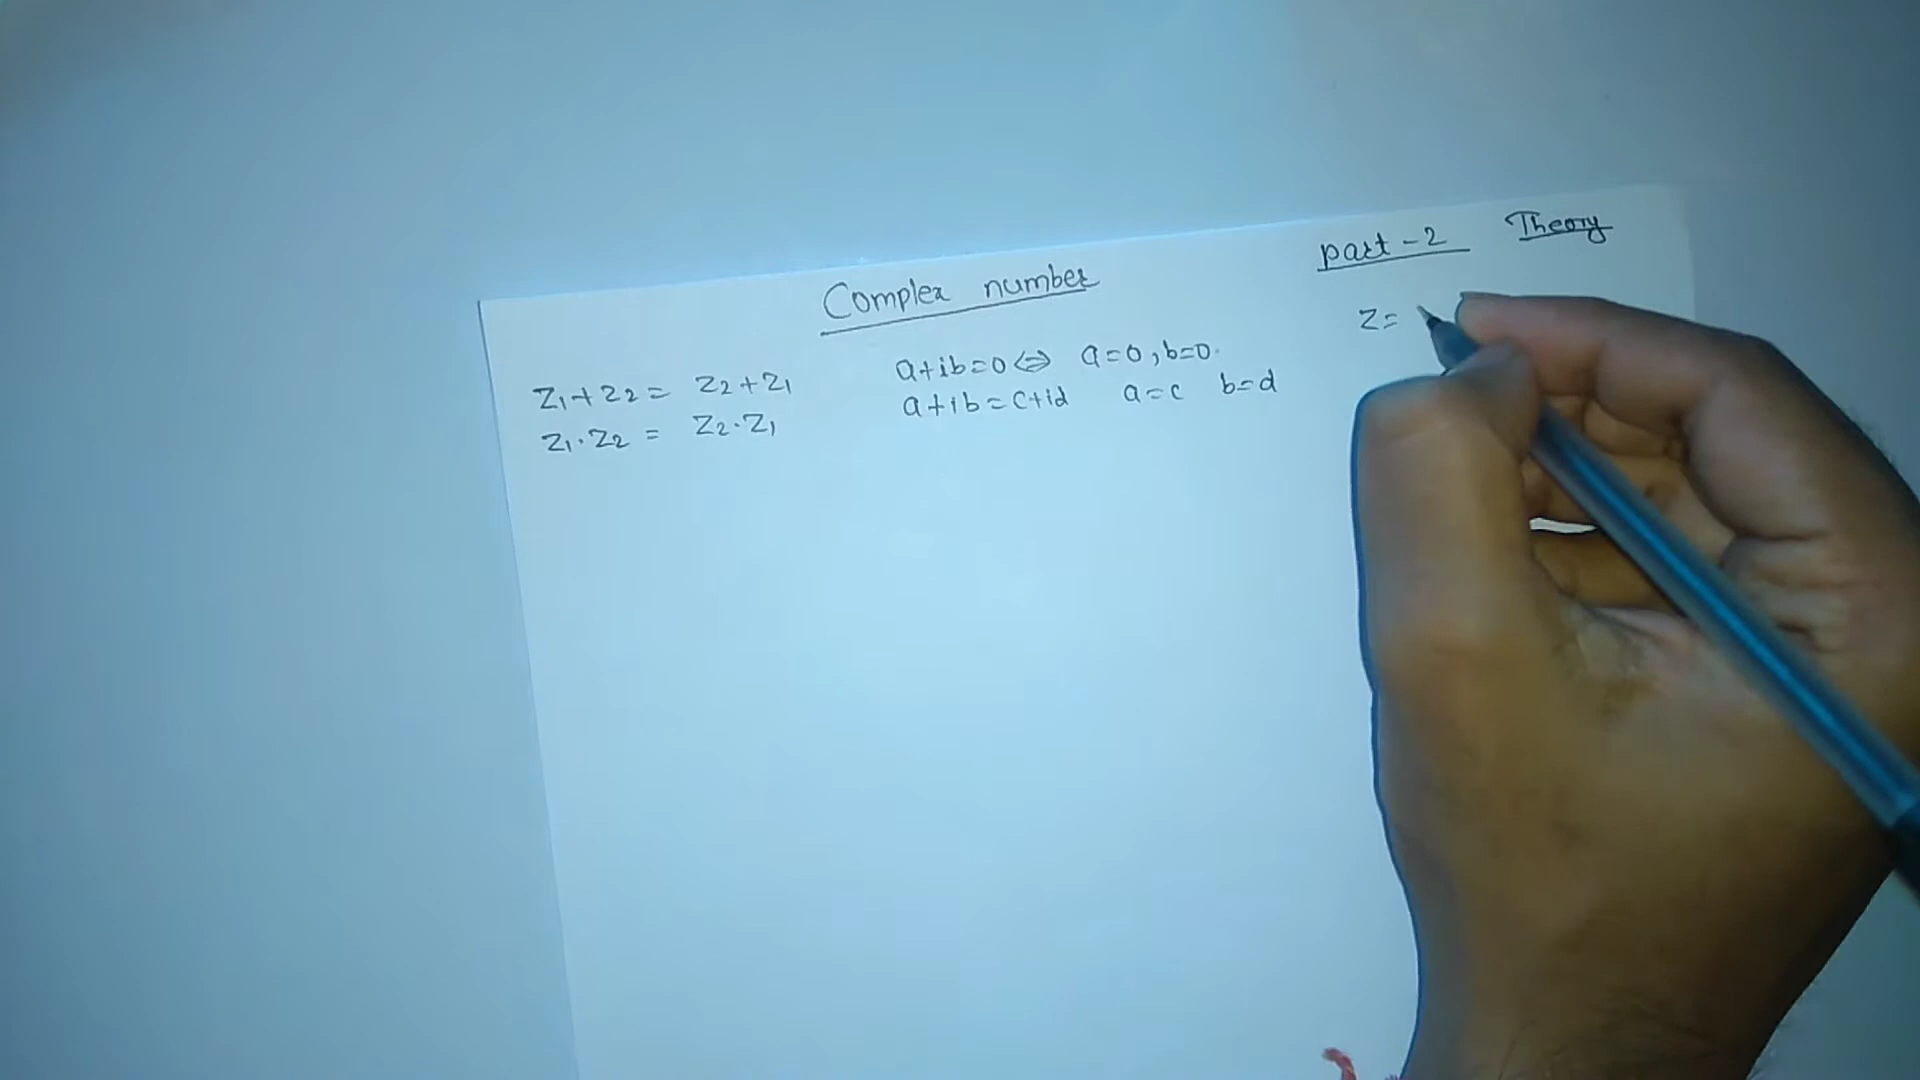 Complex number part-2 Theory
Z=
Z₁+Z₂= Z₂+Z₁ a+ib=0⇔ a=0,b=0.
Z₁.Z₂ = Z₂.Z₁ a+ib=c+id a=c b=d